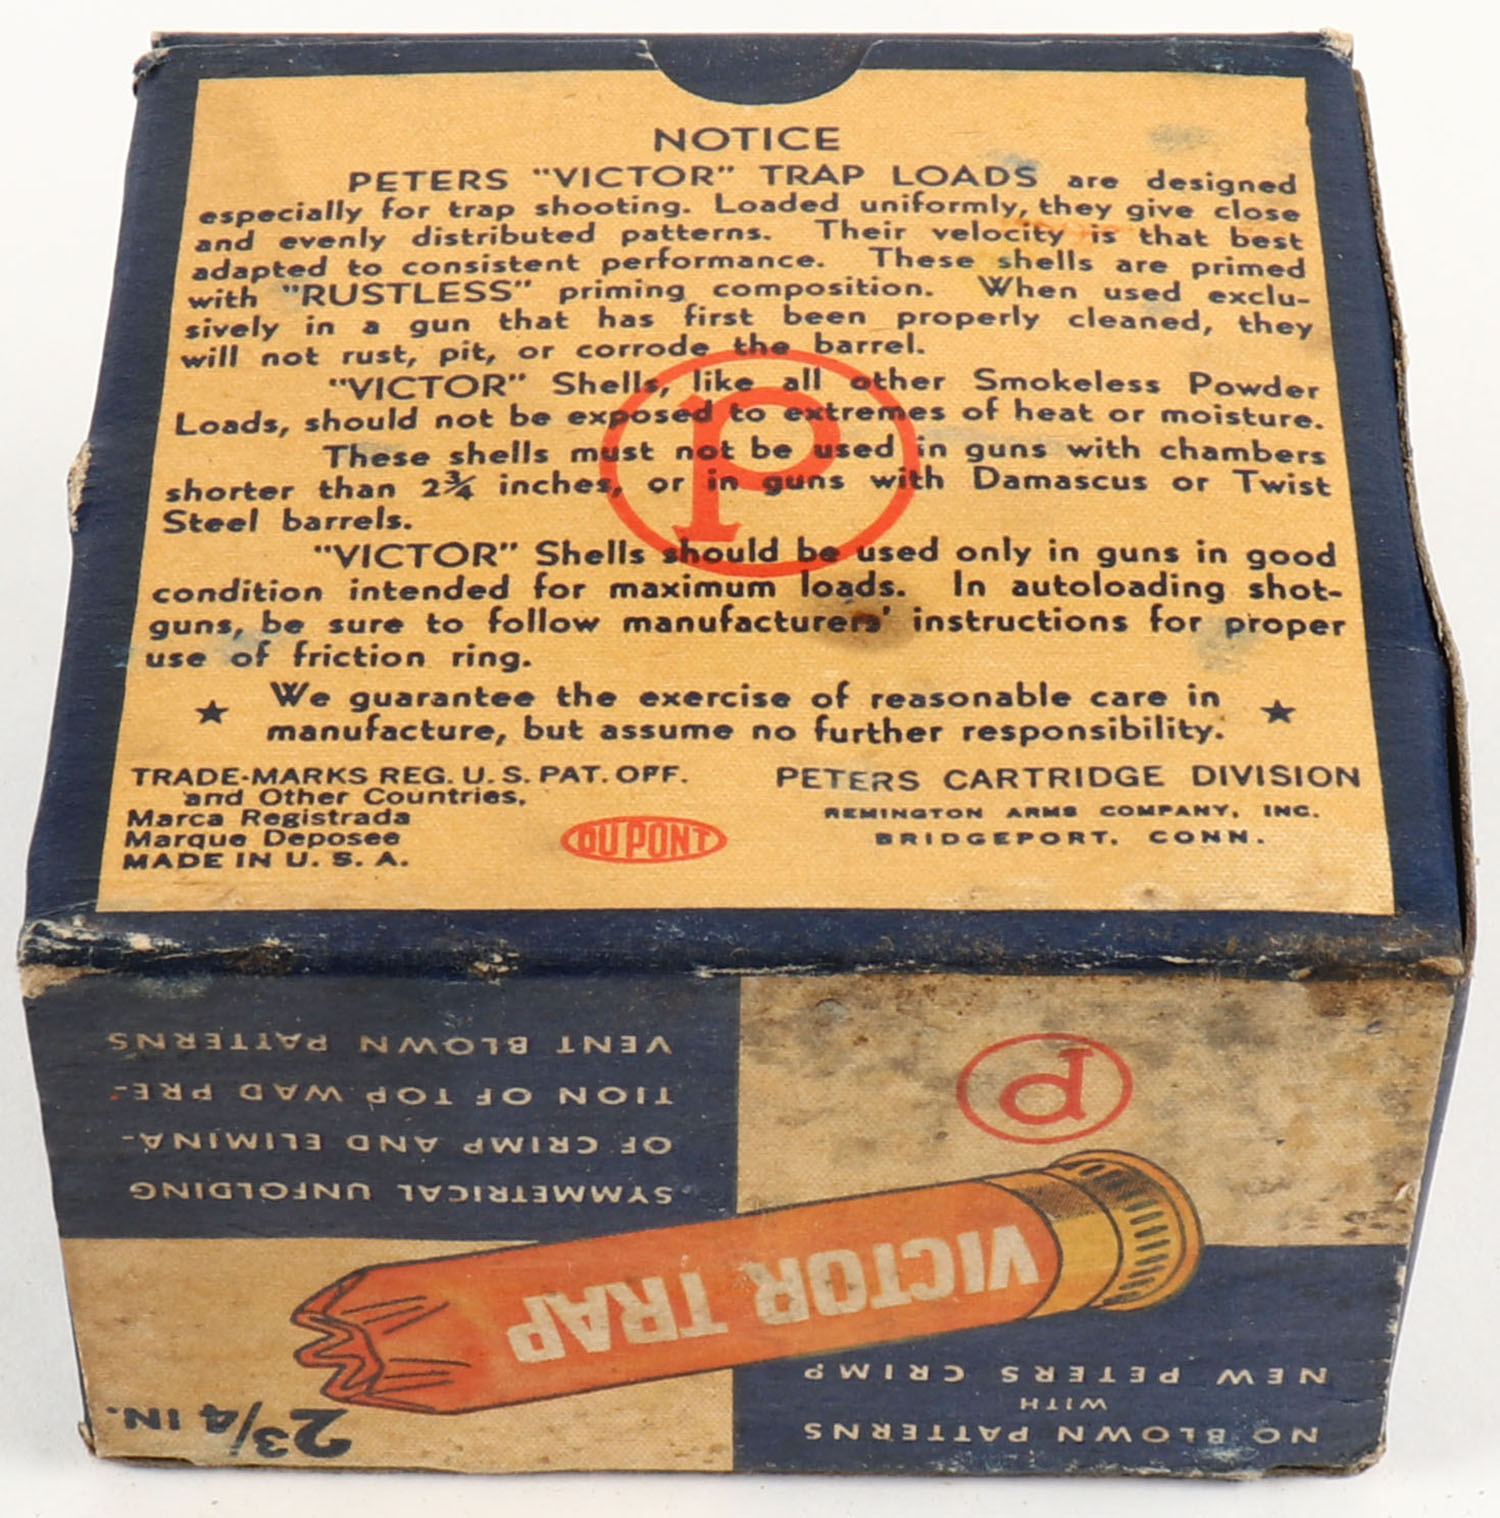 NOTICE
PETERS "VICTOR" TRAP LOADS are designed
especially for trap shooting. Loaded uniformly, they give close
and evenly distributed patterns. Their velocity is that best
adapted to consistent performance. These shells are primed
with "RUSTLESS" priming composition. When used exclu-
sively in a gun that has first been properly cleaned, they
will not rust, pit, or corrode the barrel.
"VICTOR" Shells, like all other Smokeless Powder
Loads, should not be exposed to extremes of heat or moisture.
These shells must not be used in guns with chambers
shorter than 2¾ inches, or in guns with Damascus or Twist
Steel barrels.
"VICTOR" Shells should be used only in guns in good
condition intended for maximum loads. In autoloading shot-
guns, be sure to follow manufacturers' instructions for proper
use of friction ring.
★ We guarantee the exercise of reasonable care in ★
manufacture, but assume no further responsibility.
TRADE-MARKS REG. U. S. PAT. OFF.
and Other Countries,
Marca Registrada
Marque Deposee
MADE IN U. S. A.
DU PONT
PETERS CARTRIDGE DIVISION
REMINGTON ARMS COMPANY, INC.
BRIDGEPORT, CONN.
P
NO BLOWN PATTERNS
WITH
NEW PETERS CRIMP
2¾ IN.
VICTOR TRAP
P
SYMMETRICAL UNFOLDING
OF CRIMP AND ELIMINA-
TION OF TOP WAD PRE-
VENT BLOWN PATTERNS